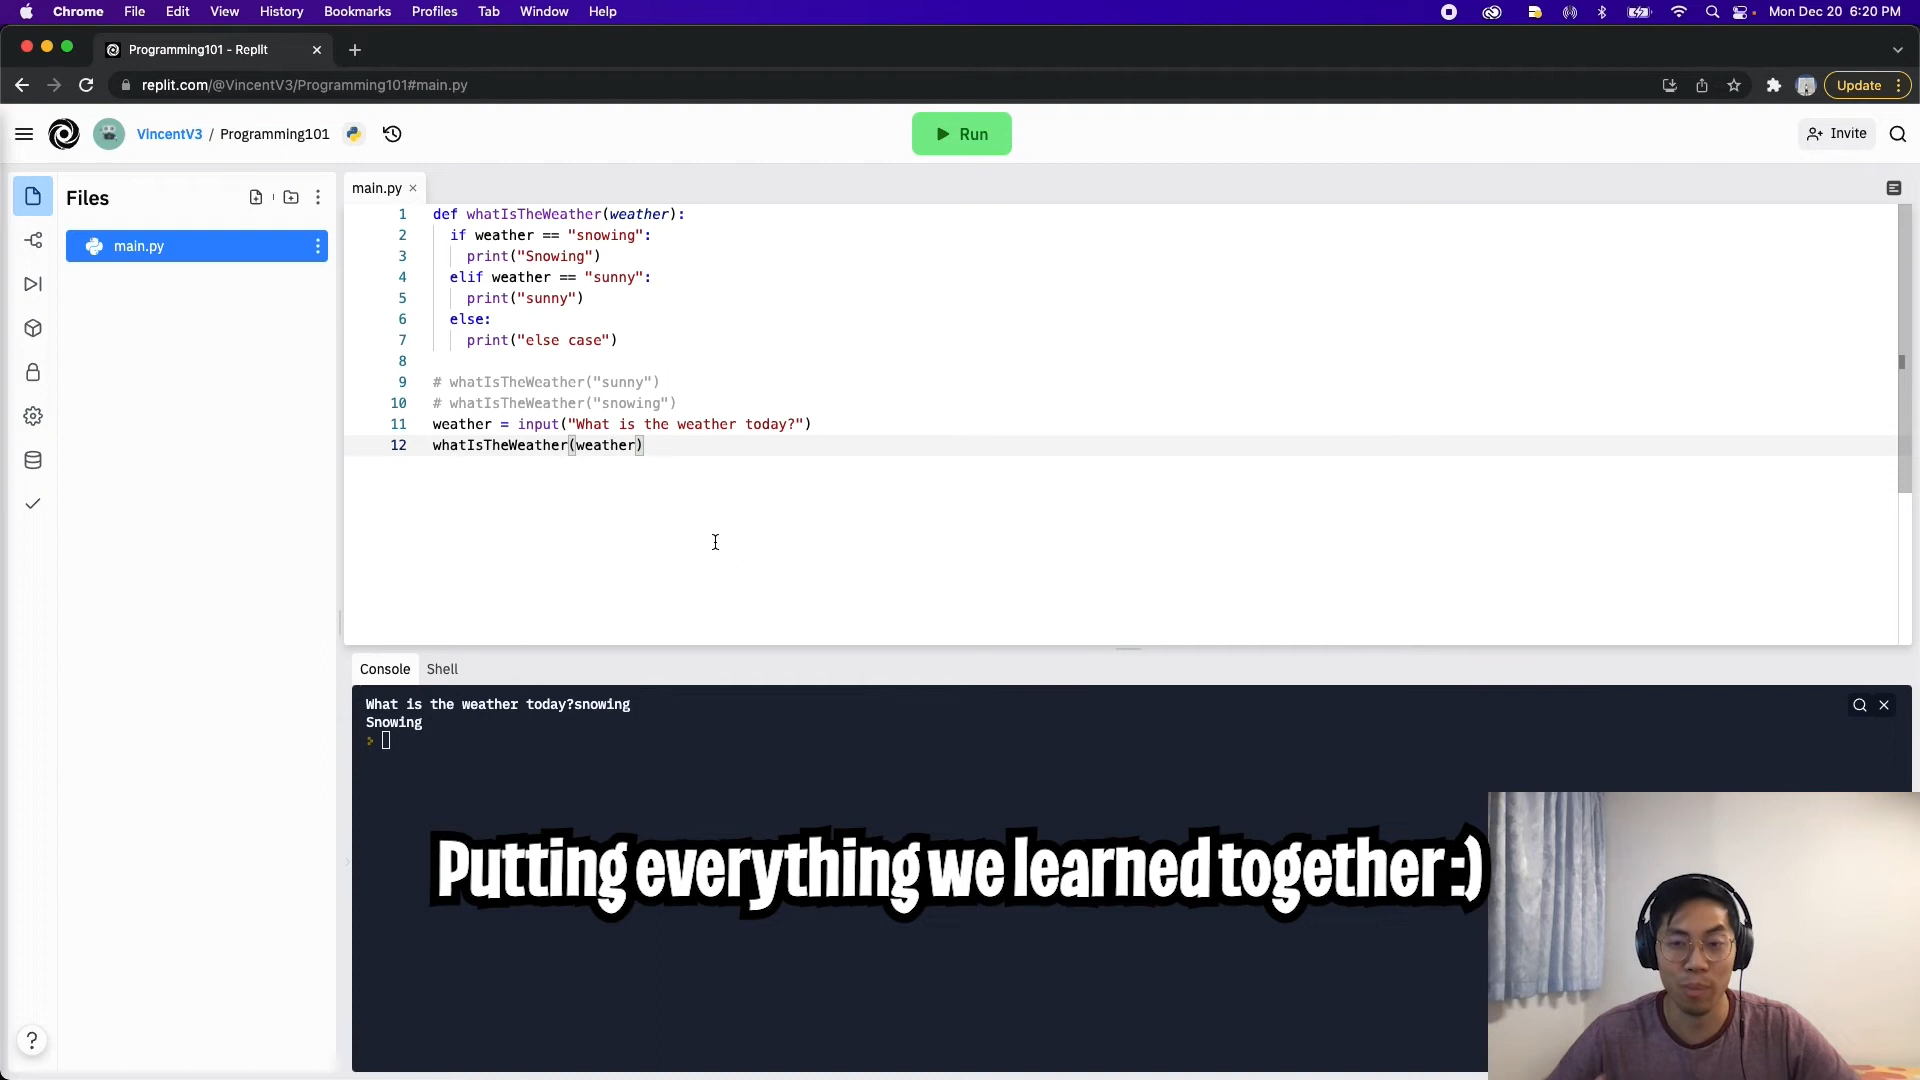 Chrome File Edit View History Bookmarks Profiles Tab Window Help Mon Dec 20 6:20 PM
Programming101 - Replit
replit.com/@VincentV3/Programming101#main.py Update
VincentV3 / Programming101 Run Invite
Files
main.py
main.py
1 def whatIsTheWeather(weather):
2 if weather == "snowing":
3 print("Snowing")
4 elif weather == "sunny":
5 print("sunny")
6 else:
7 print("else case")
8
9 # whatIsTheWeather("sunny")
10 # whatIsTheWeather("snowing")
11 weather = input("What is the weather today?")
12 whatIsTheWeather(weather)
Console Shell
What is the weather today?snowing
Snowing
Putting everything we learned together :)
?